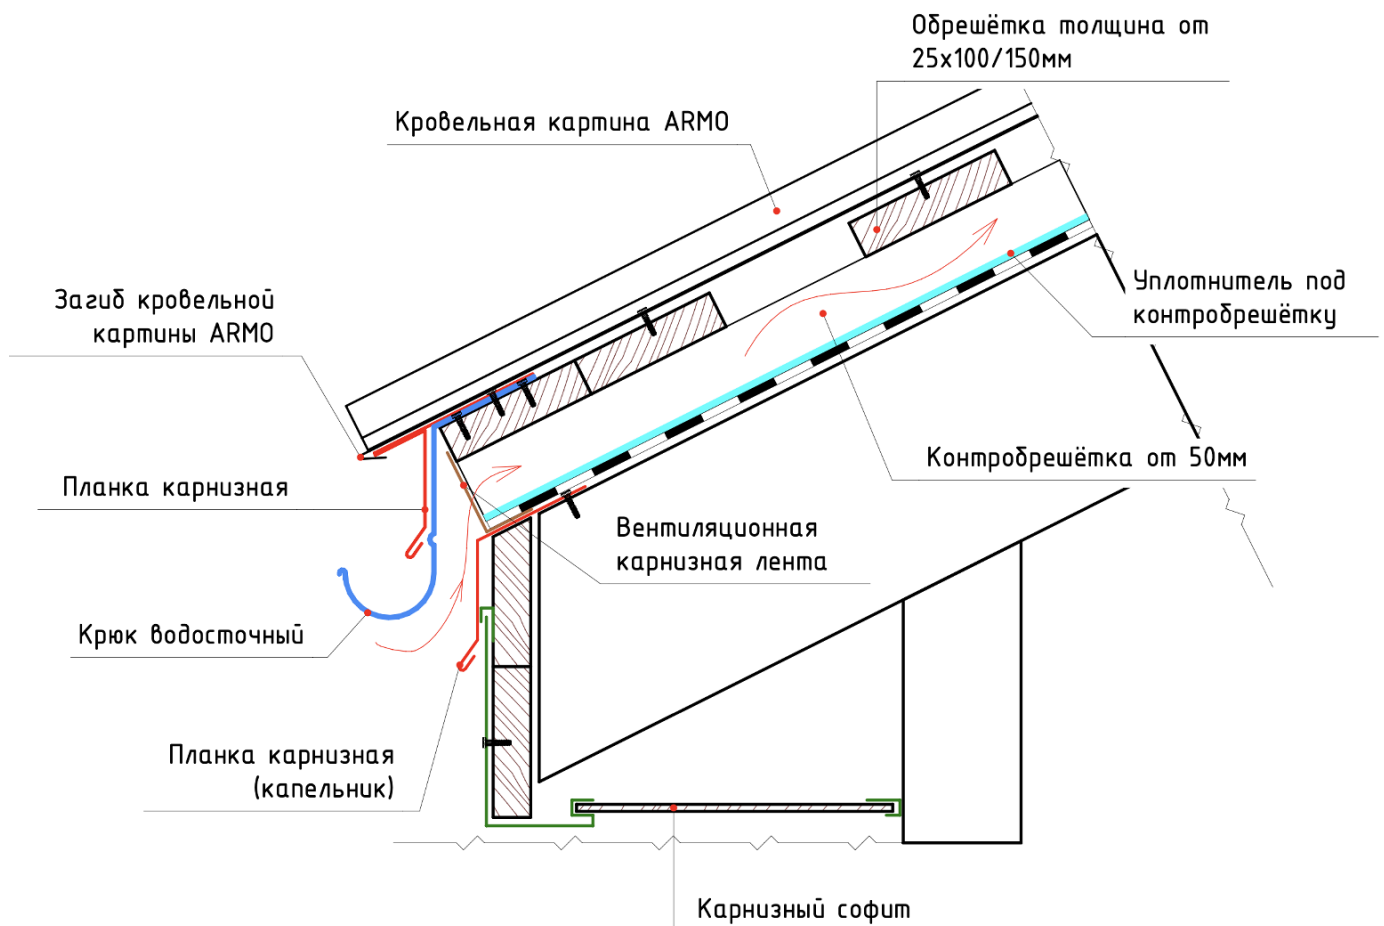 Обрешётка толщина от
25х100/150мм
Кровельная картина ARMO
Загиб кровельной
картины ARMO
Уплотнитель под
контробрешётку
Планка карнизная
Контробрешётка от 50мм
Вентиляционная
карнизная лента
Крюк водосточный
Планка карнизная
(капельник)
Карнизный софит